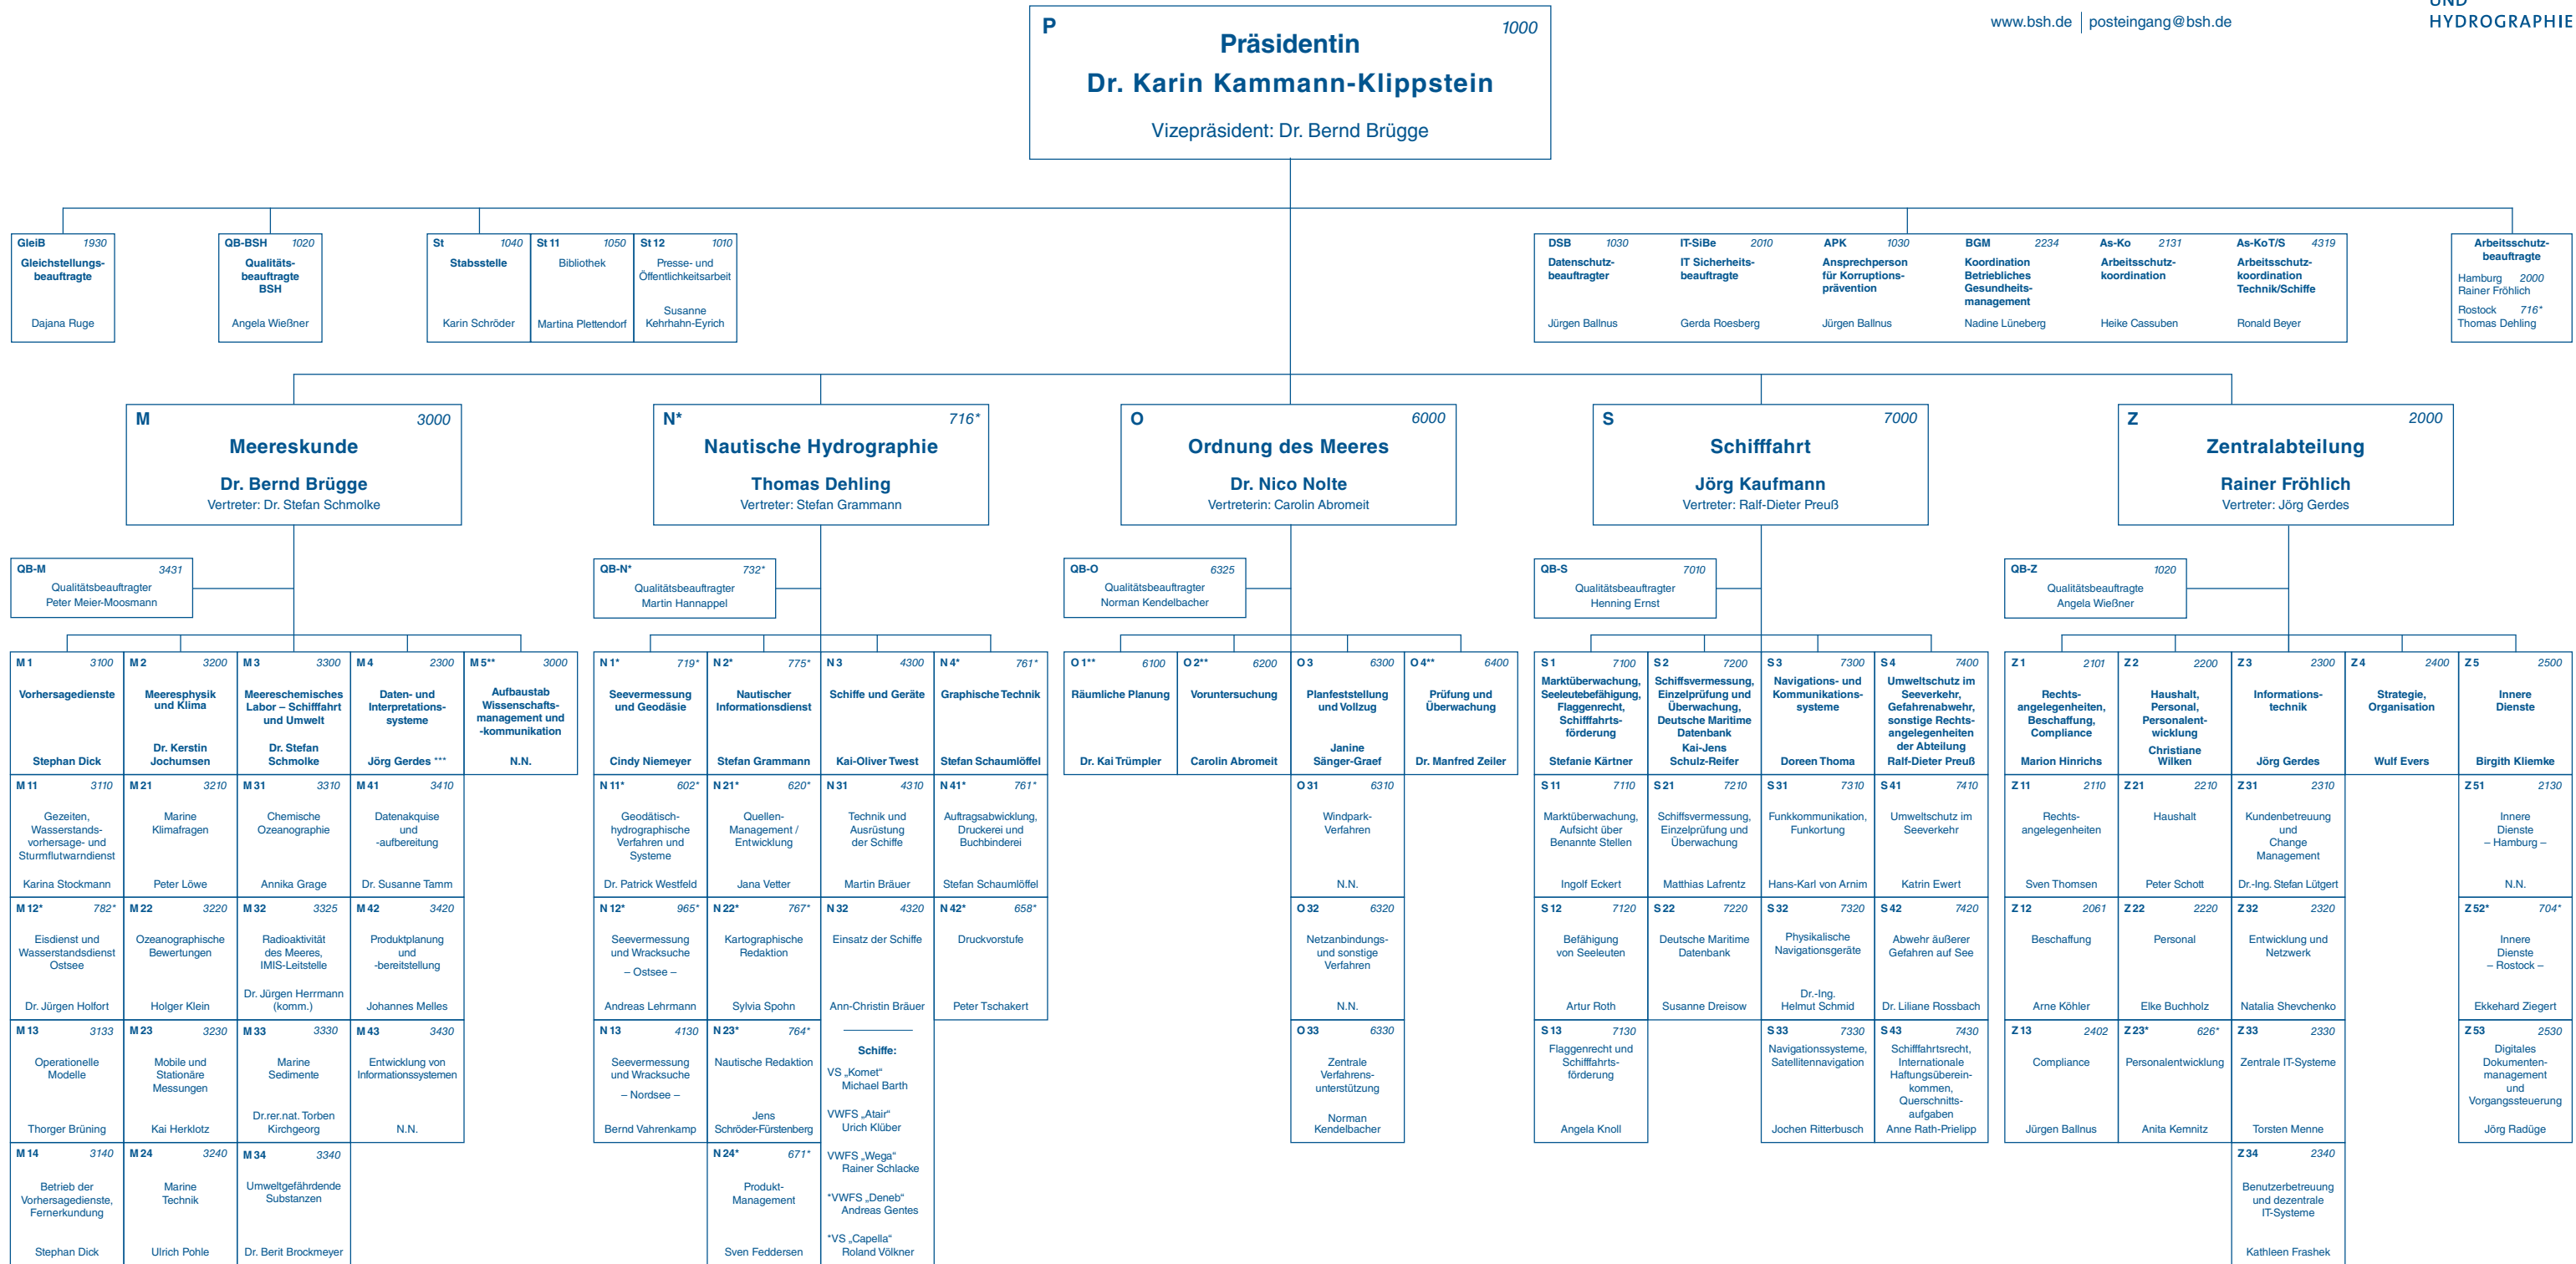 UND
HYDROGRAPHIE
www.bsh.de | posteingang@bsh.de
P 1000
Präsidentin
Dr. Karin Kammann-Klippstein
Vizepräsident: Dr. Bernd Brügge
GleiB 1930
Gleichstellungs-
beauftragte
Dajana Ruge
QB-BSH 1020
Qualitäts-
beauftragte
BSH
Angela Wießner
St 1040
Stabsstelle
Karin Schröder
St 11 1050
Bibliothek
Martina Plettendorf
St 12 1010
Presse- und
Öffentlichkeitsarbeit
Susanne
Kehrhahn-Eyrich
DSB 1030
Datenschutz-
beauftragter
Jürgen Ballnus
IT-SiBe 2010
IT Sicherheits-
beauftragte
Gerda Roesberg
APK 1030
Ansprechperson
für Korruptions-
prävention
Jürgen Ballnus
BGM 2234
Koordination
Betriebliches
Gesundheits-
management
Nadine Lüneberg
As-Ko 2131
Arbeitsschutz-
koordination
Heike Cassuben
As-KoT/S 4319
Arbeitsschutz-
koordination
Technik/Schiffe
Ronald Beyer
Arbeitsschutz-
beauftragte
Hamburg 2000
Rainer Fröhlich
Rostock 716*
Thomas Dehling
M 3000
Meereskunde
Dr. Bernd Brügge
Vertreter: Dr. Stefan Schmolke
N* 716*
Nautische Hydrographie
Thomas Dehling
Vertreter: Stefan Grammann
O 6000
Ordnung des Meeres
Dr. Nico Nolte
Vertreterin: Carolin Abromeit
S 7000
Schifffahrt
Jörg Kaufmann
Vertreter: Ralf-Dieter Preuß
Z 2000
Zentralabteilung
Rainer Fröhlich
Vertreter: Jörg Gerdes
QB-M 3431
Qualitätsbeauftragter
Peter Meier-Moosmann
QB-N* 732*
Qualitätsbeauftragter
Martin Hannappel
QB-O 6325
Qualitätsbeauftragter
Norman Kendelbacher
QB-S 7010
Qualitätsbeauftragter
Henning Ernst
QB-Z 1020
Qualitätsbeauftragte
Angela Wießner
M 1 3100
Vorhersagedienste
Stephan Dick
M 2 3200
Meeresphysik
und Klima
Dr. Kerstin
Jochumsen
M 3 3300
Meereschemisches
Labor – Schifffahrt
und Umwelt
Dr. Stefan
Schmolke
M 4 2300
Daten- und
Interpretations-
systeme
Jörg Gerdes ***
M 5** 3000
Aufbaustab
Wissenschafts-
management und
-kommunikation
N.N.
N 1* 719*
Seevermessung
und Geodäsie
Cindy Niemeyer
N 2* 775*
Nautischer
Informationsdienst
Stefan Grammann
N 3 4300
Schiffe und Geräte
Kai-Oliver Twest
N 4* 761*
Graphische Technik
Stefan Schaumlöffel
O 1** 6100
Räumliche Planung
Dr. Kai Trümpler
O 2** 6200
Voruntersuchung
Carolin Abromeit
O 3 6300
Planfeststellung
und Vollzug
Janine
Sänger-Graef
O 4** 6400
Prüfung und
Überwachung
Dr. Manfred Zeiler
S 1 7100
Marktüberwachung,
Seeleutebefähigung,
Flaggenrecht,
Schifffahrts-
förderung
Stefanie Kärtner
S 2 7200
Schiffsvermessung,
Einzelprüfung und
Überwachung,
Deutsche Maritime
Datenbank
Kai-Jens
Schulz-Reifer
S 3 7300
Navigations- und
Kommunikations-
systeme
Doreen Thoma
S 4 7400
Umweltschutz im
Seeverkehr,
Gefahrenabwehr,
sonstige Rechts-
angelegenheiten
der Abteilung
Ralf-Dieter Preuß
Z 1 2101
Rechts-
angelegenheiten,
Beschaffung,
Compliance
Marion Hinrichs
Z 2 2200
Haushalt,
Personal,
Personalent-
wicklung
Christiane
Wilken
Z 3 2300
Informations-
technik
Jörg Gerdes
Z 4 2400
Strategie,
Organisation
Wulf Evers
Z 5 2500
Innere
Dienste
Birgith Kliemke
M 11 3110
Gezeiten,
Wasserstands-
vorhersage- und
Sturmflutwarndienst
Karina Stockmann
M 21 3210
Marine
Klimafragen
Peter Löwe
M 31 3310
Chemische
Ozeanographie
Annika Grage
M 41 3410
Datenakquise
und
-aufbereitung
Dr. Susanne Tamm
N 11* 602*
Geodätisch-
hydrographische
Verfahren und
Systeme
Dr. Patrick Westfeld
N 21* 620*
Quellen-
Management /
Entwicklung
Jana Vetter
N 31 4310
Technik und
Ausrüstung
der Schiffe
Martin Bräuer
N 41* 761*
Auftragsabwicklung,
Druckerei und
Buchbinderei
Stefan Schaumlöffel
O 31 6310
Windpark-
Verfahren
N.N.
S 11 7110
Marktüberwachung,
Aufsicht über
Benannte Stellen
Ingolf Eckert
S 21 7210
Schiffsvermessung,
Einzelprüfung und
Überwachung
Matthias Lafrentz
S 31 7310
Funkkommunikation,
Funkortung
Hans-Karl von Arnim
S 41 7410
Umweltschutz im
Seeverkehr
Katrin Ewert
Z 11 2110
Rechts-
angelegenheiten
Sven Thomsen
Z 21 2210
Haushalt
Peter Schott
Z 31 2310
Kundenbetreuung
und
Change
Management
Dr.-Ing. Stefan Lütgert
Z 51 2130
Innere
Dienste
– Hamburg –
N.N.
M 12* 782*
Eisdienst und
Wasserstandsdienst
Ostsee
Dr. Jürgen Holfort
M 22 3220
Ozeanographische
Bewertungen
Holger Klein
M 32 3325
Radioaktivität
des Meeres,
IMIS-Leitstelle
Dr. Jürgen Herrmann
(komm.)
M 42 3420
Produktplanung
und
-bereitstellung
Johannes Melles
N 12* 965*
Seevermessung
und Wracksuche
– Ostsee –
Andreas Lehrmann
N 22* 767*
Kartographische
Redaktion
Sylvia Spohn
N 32 4320
Einsatz der Schiffe
Ann-Christin Bräuer
N 42* 658*
Druckvorstufe
Peter Tschakert
O 32 6320
Netzanbindungs-
und sonstige
Verfahren
N.N.
S 12 7120
Befähigung
von Seeleuten
Artur Roth
S 22 7220
Deutsche Maritime
Datenbank
Susanne Dreisow
S 32 7320
Physikalische
Navigationsgeräte
Dr.-Ing.
Helmut Schmid
S 42 7420
Abwehr äußerer
Gefahren auf See
Dr. Liliane Rossbach
Z 12 2061
Beschaffung
Arne Köhler
Z 22 2220
Personal
Elke Buchholz
Z 32 2320
Entwicklung und
Netzwerk
Natalia Shevchenko
Z 52* 704*
Innere
Dienste
– Rostock –
Ekkehard Ziegert
M 13 3133
Operationelle
Modelle
Thorger Brüning
M 23 3230
Mobile und
Stationäre
Messungen
Kai Herklotz
M 33 3330
Marine
Sedimente
Dr.rer.nat. Torben
Kirchgeorg
M 43 3430
Entwicklung von
Informationssystemen
N.N.
N 13 4130
Seevermessung
und Wracksuche
– Nordsee –
Bernd Vahrenkamp
N 23* 764*
Nautische Redaktion
Jens
Schröder-Fürstenberg
Schiffe:
VS „Komet“
Michael Barth
VWFS „Atair“
Urich Klüber
VWFS „Wega“
Rainer Schlacke
*VWFS „Deneb“
Andreas Gentes
*VS „Capella“
Roland Völkner
O 33 6330
Zentrale
Verfahrens-
unterstützung
Norman
Kendelbacher
S 13 7130
Flaggenrecht und
Schifffahrts-
förderung
Angela Knoll
S 33 7330
Navigationssysteme,
Satellitennavigation
Jochen Ritterbusch
S 43 7430
Schifffahrtsrecht,
Internationale
Haftungsüberein-
kommen,
Querschnitts-
aufgaben
Anne Rath-Prielipp
Z 13 2402
Compliance
Jürgen Ballnus
Z 23* 626*
Personalentwicklung
Anita Kemnitz
Z 33 2330
Zentrale IT-Systeme
Torsten Menne
Z 53 2530
Digitales
Dokumenten-
management
und
Vorgangssteuerung
Jörg Radüge
M 14 3140
Betrieb der
Vorhersagedienste,
Fernerkundung
Stephan Dick
M 24 3240
Marine
Technik
Ulrich Pohle
M 34 3340
Umweltgefährdende
Substanzen
Dr. Berit Brockmeyer
N 24* 671*
Produkt-
Management
Sven Feddersen
Z 34 2340
Benutzerbetreuung
und dezentrale
IT-Systeme
Kathleen Frashek